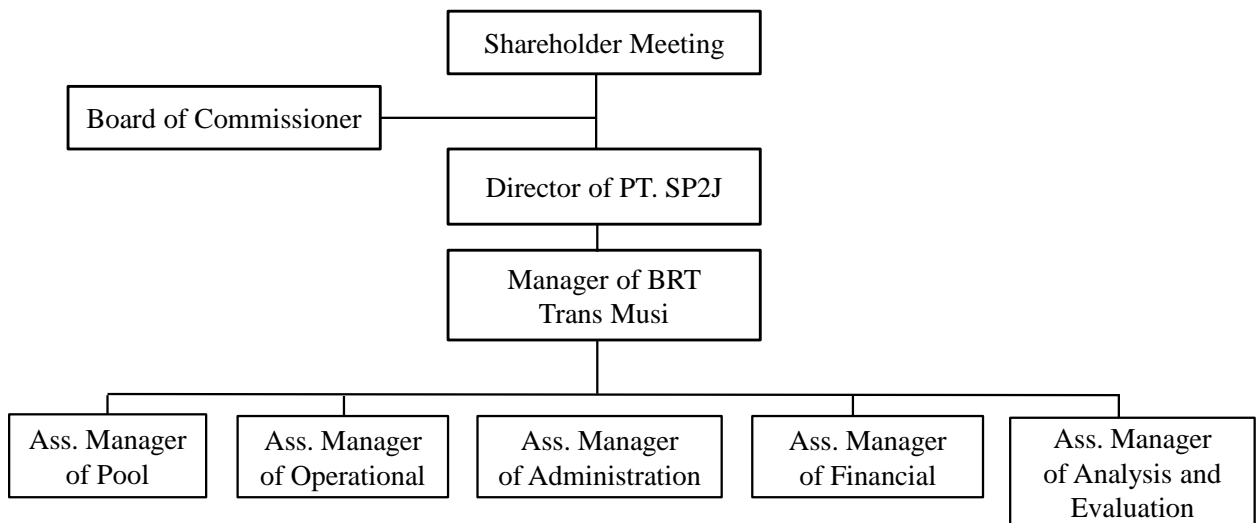 Shareholder Meeting
Board of Commissioner
Director of PT. SP2J
Manager of BRT
Trans Musi
Ass. Manager
of Pool
Ass. Manager
of Operational
Ass. Manager
of Administration
Ass. Manager
of Financial
Ass. Manager
of Analysis and
Evaluation